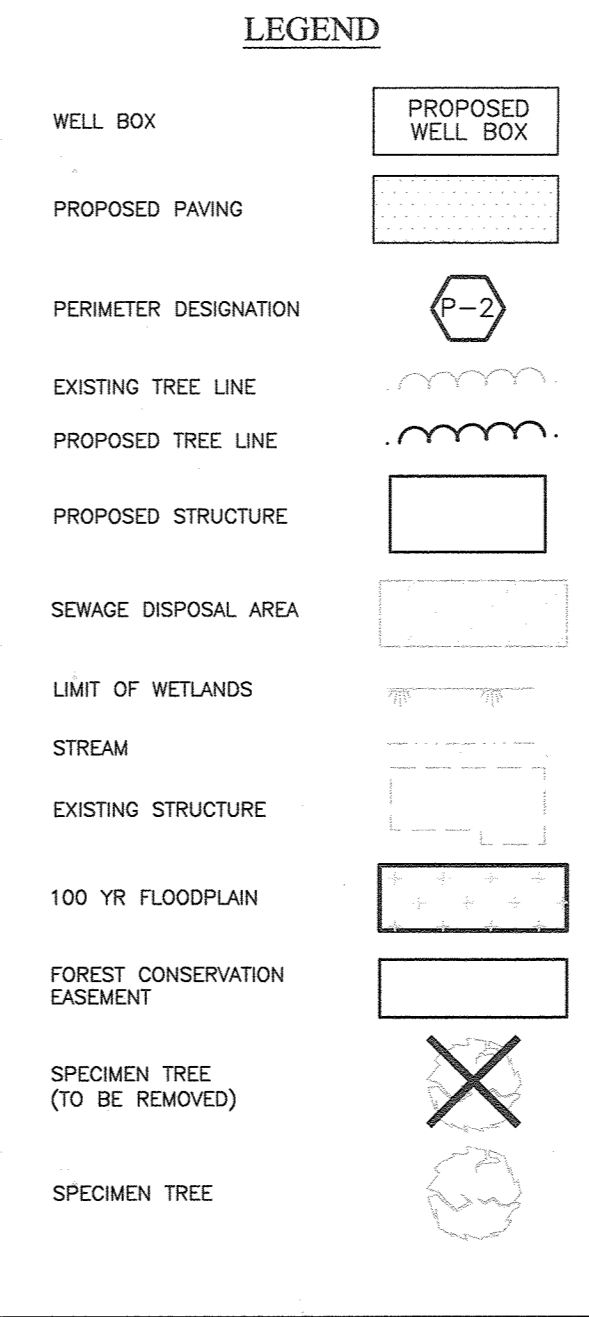 LEGEND
WELL BOX
PROPOSED
WELL BOX
PROPOSED PAVING
PERIMETER DESIGNATION
P-2
EXISTING TREE LINE
PROPOSED TREE LINE
PROPOSED STRUCTURE
SEWAGE DISPOSAL AREA
LIMIT OF WETLANDS
STREAM
EXISTING STRUCTURE
100 YR FLOODPLAIN
FOREST CONSERVATION
EASEMENT
SPECIMEN TREE
(TO BE REMOVED)
SPECIMEN TREE